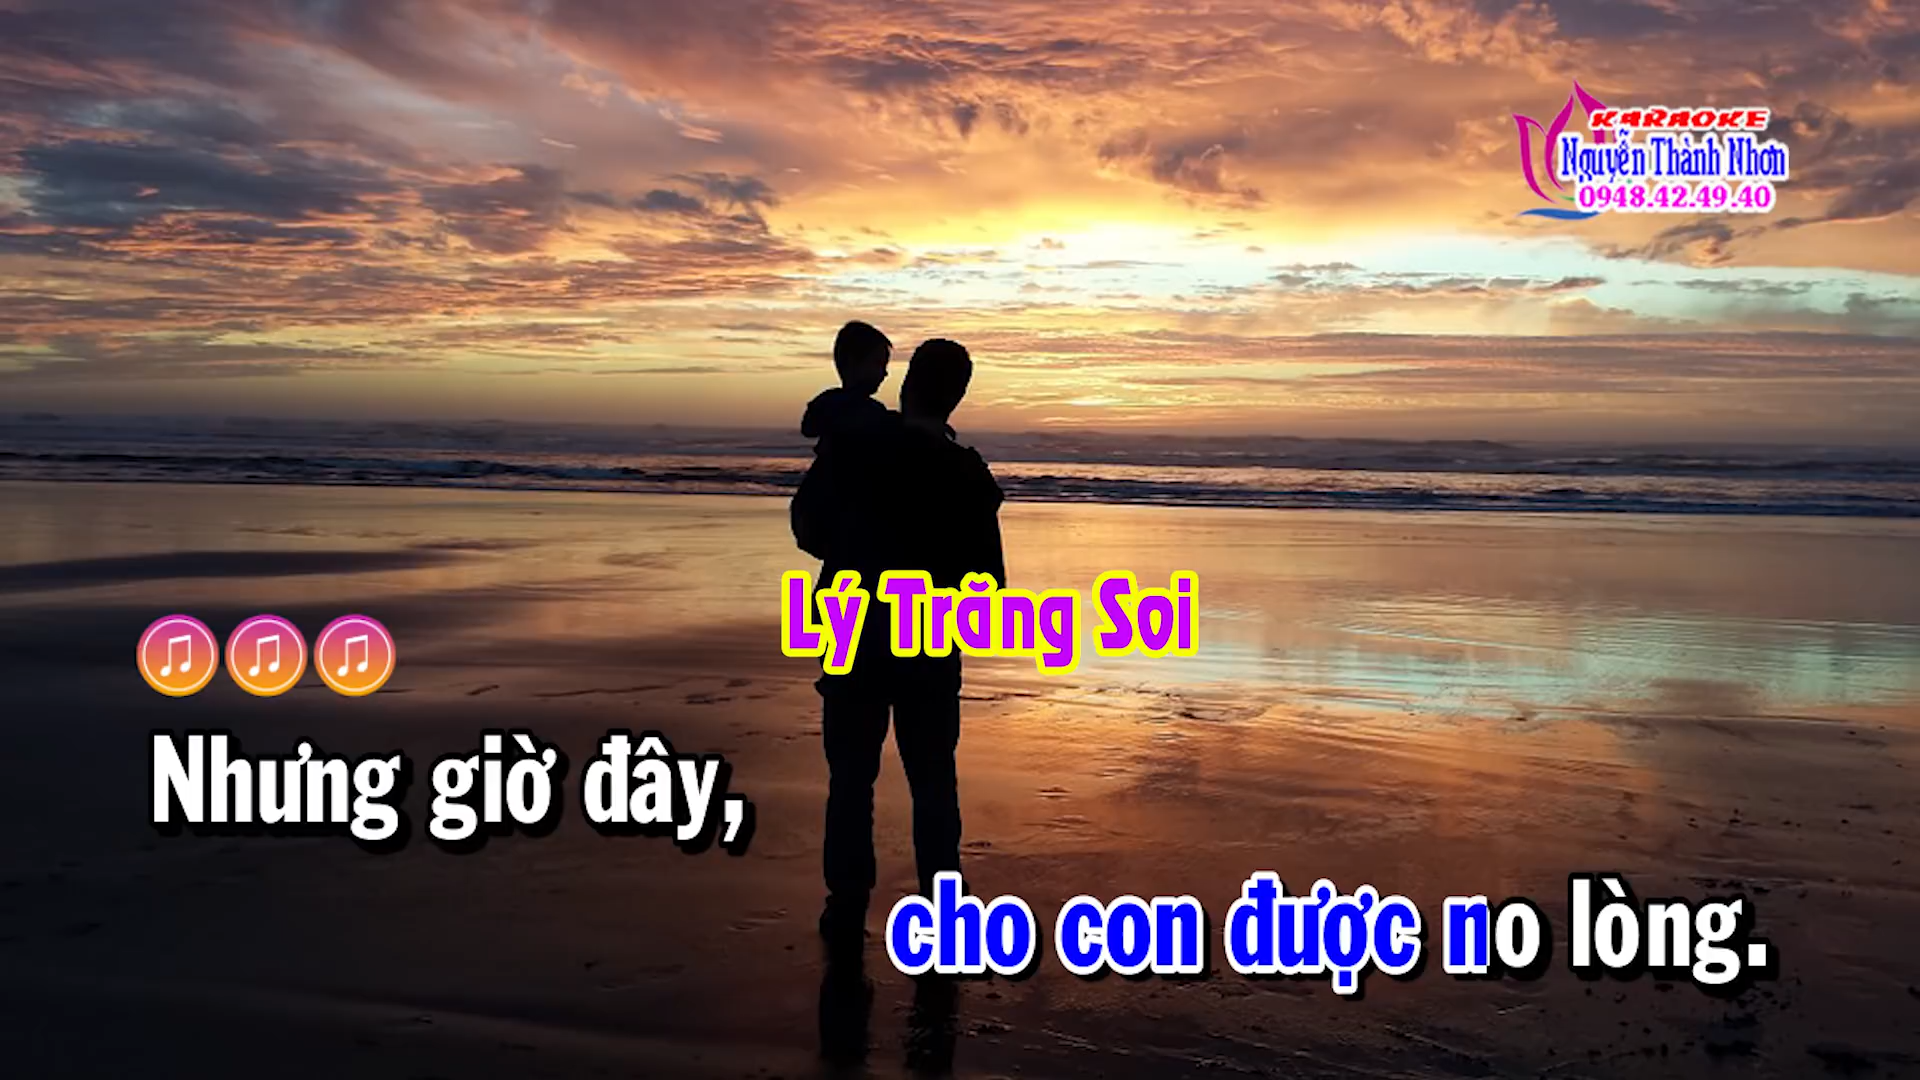 KARAOKE
Nguyễn Thành Nhơn
0948.42.49.40
Lý Trăng Soi
Nhưng giờ đây,
cho con được no lòng.